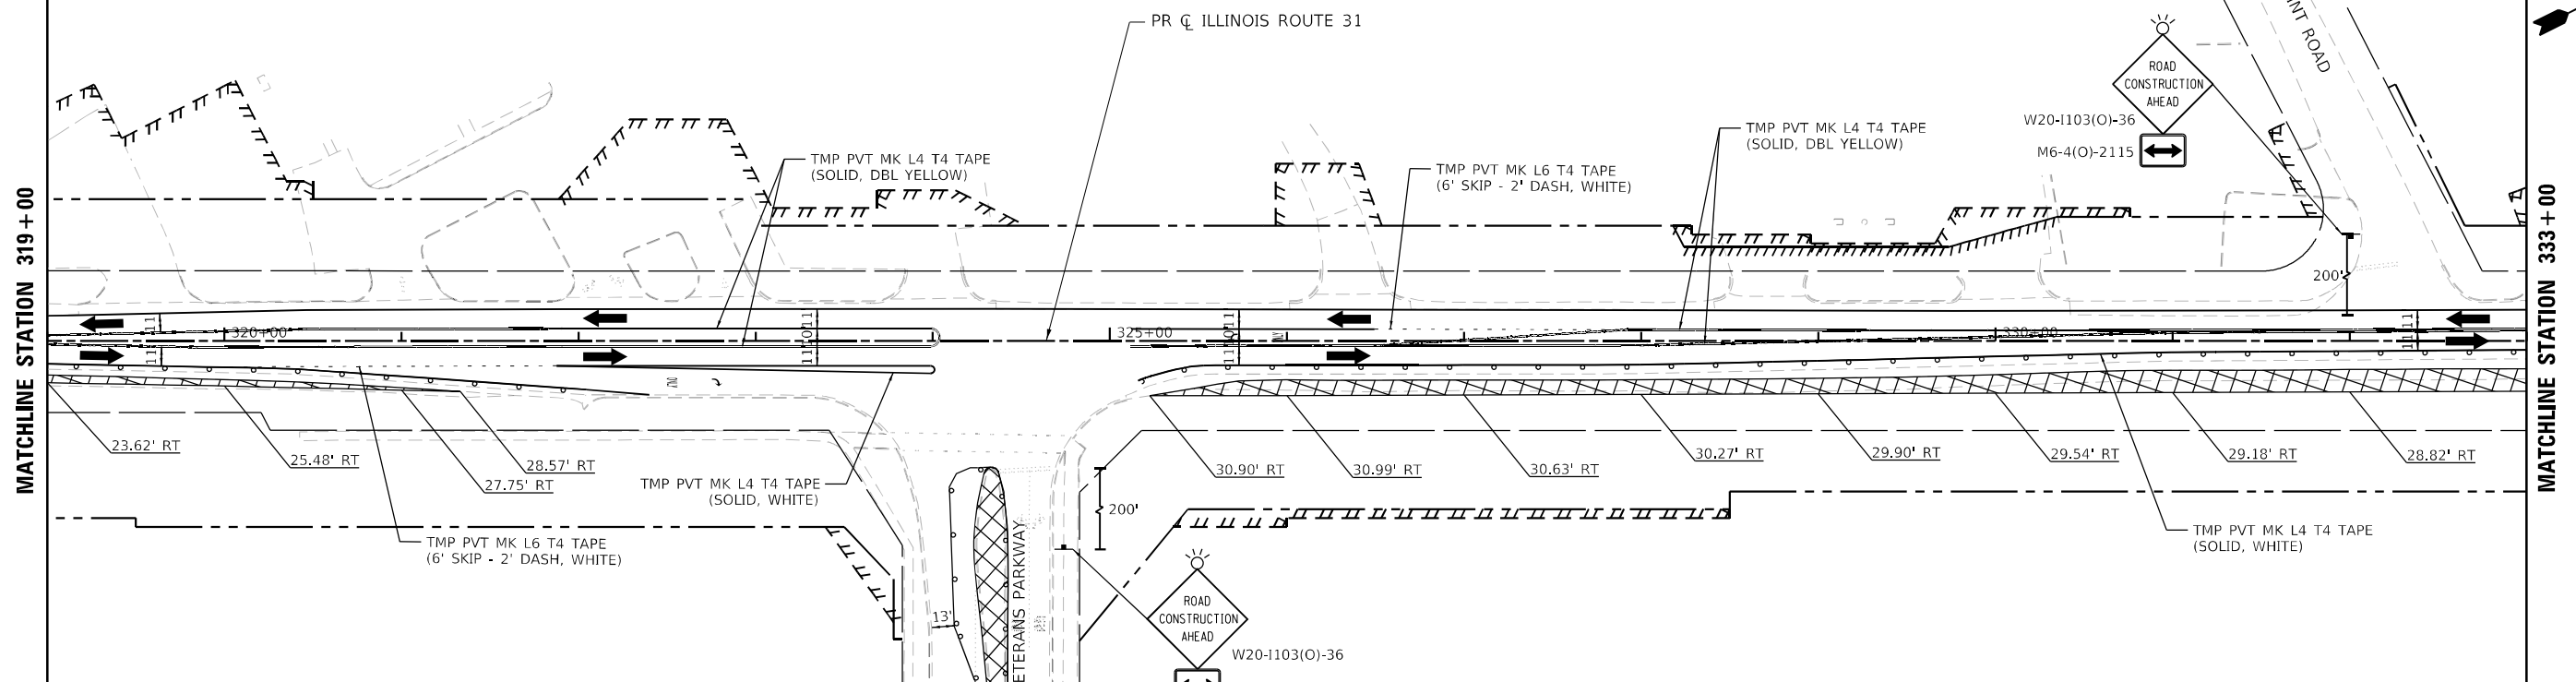 PR ℄ ILLINOIS ROUTE 31
ROAD
CONSTRUCTION
AHEAD
W20-I103(O)-36
M6-4(O)-2115
TMP PVT MK L4 T4 TAPE
(SOLID, DBL YELLOW)
TMP PVT MK L6 T4 TAPE
(6' SKIP - 2' DASH, WHITE)
TMP PVT MK L4 T4 TAPE
(SOLID, DBL YELLOW)
MATCHLINE STATION 319+00
MATCHLINE STATION 333+00
200'
320+00
325+00
330+00
23.62' RT
25.48' RT
27.75' RT
28.57' RT
30.90' RT
30.99' RT
30.63' RT
30.27' RT
29.90' RT
29.54' RT
29.18' RT
28.82' RT
TMP PVT MK L4 T4 TAPE
(SOLID, WHITE)
TMP PVT MK L6 T4 TAPE
(6' SKIP - 2' DASH, WHITE)
200'
TMP PVT MK L4 T4 TAPE
(SOLID, WHITE)
13'
ETERANS PARKWAY
ROAD
CONSTRUCTION
AHEAD
W20-I103(O)-36
ROAD